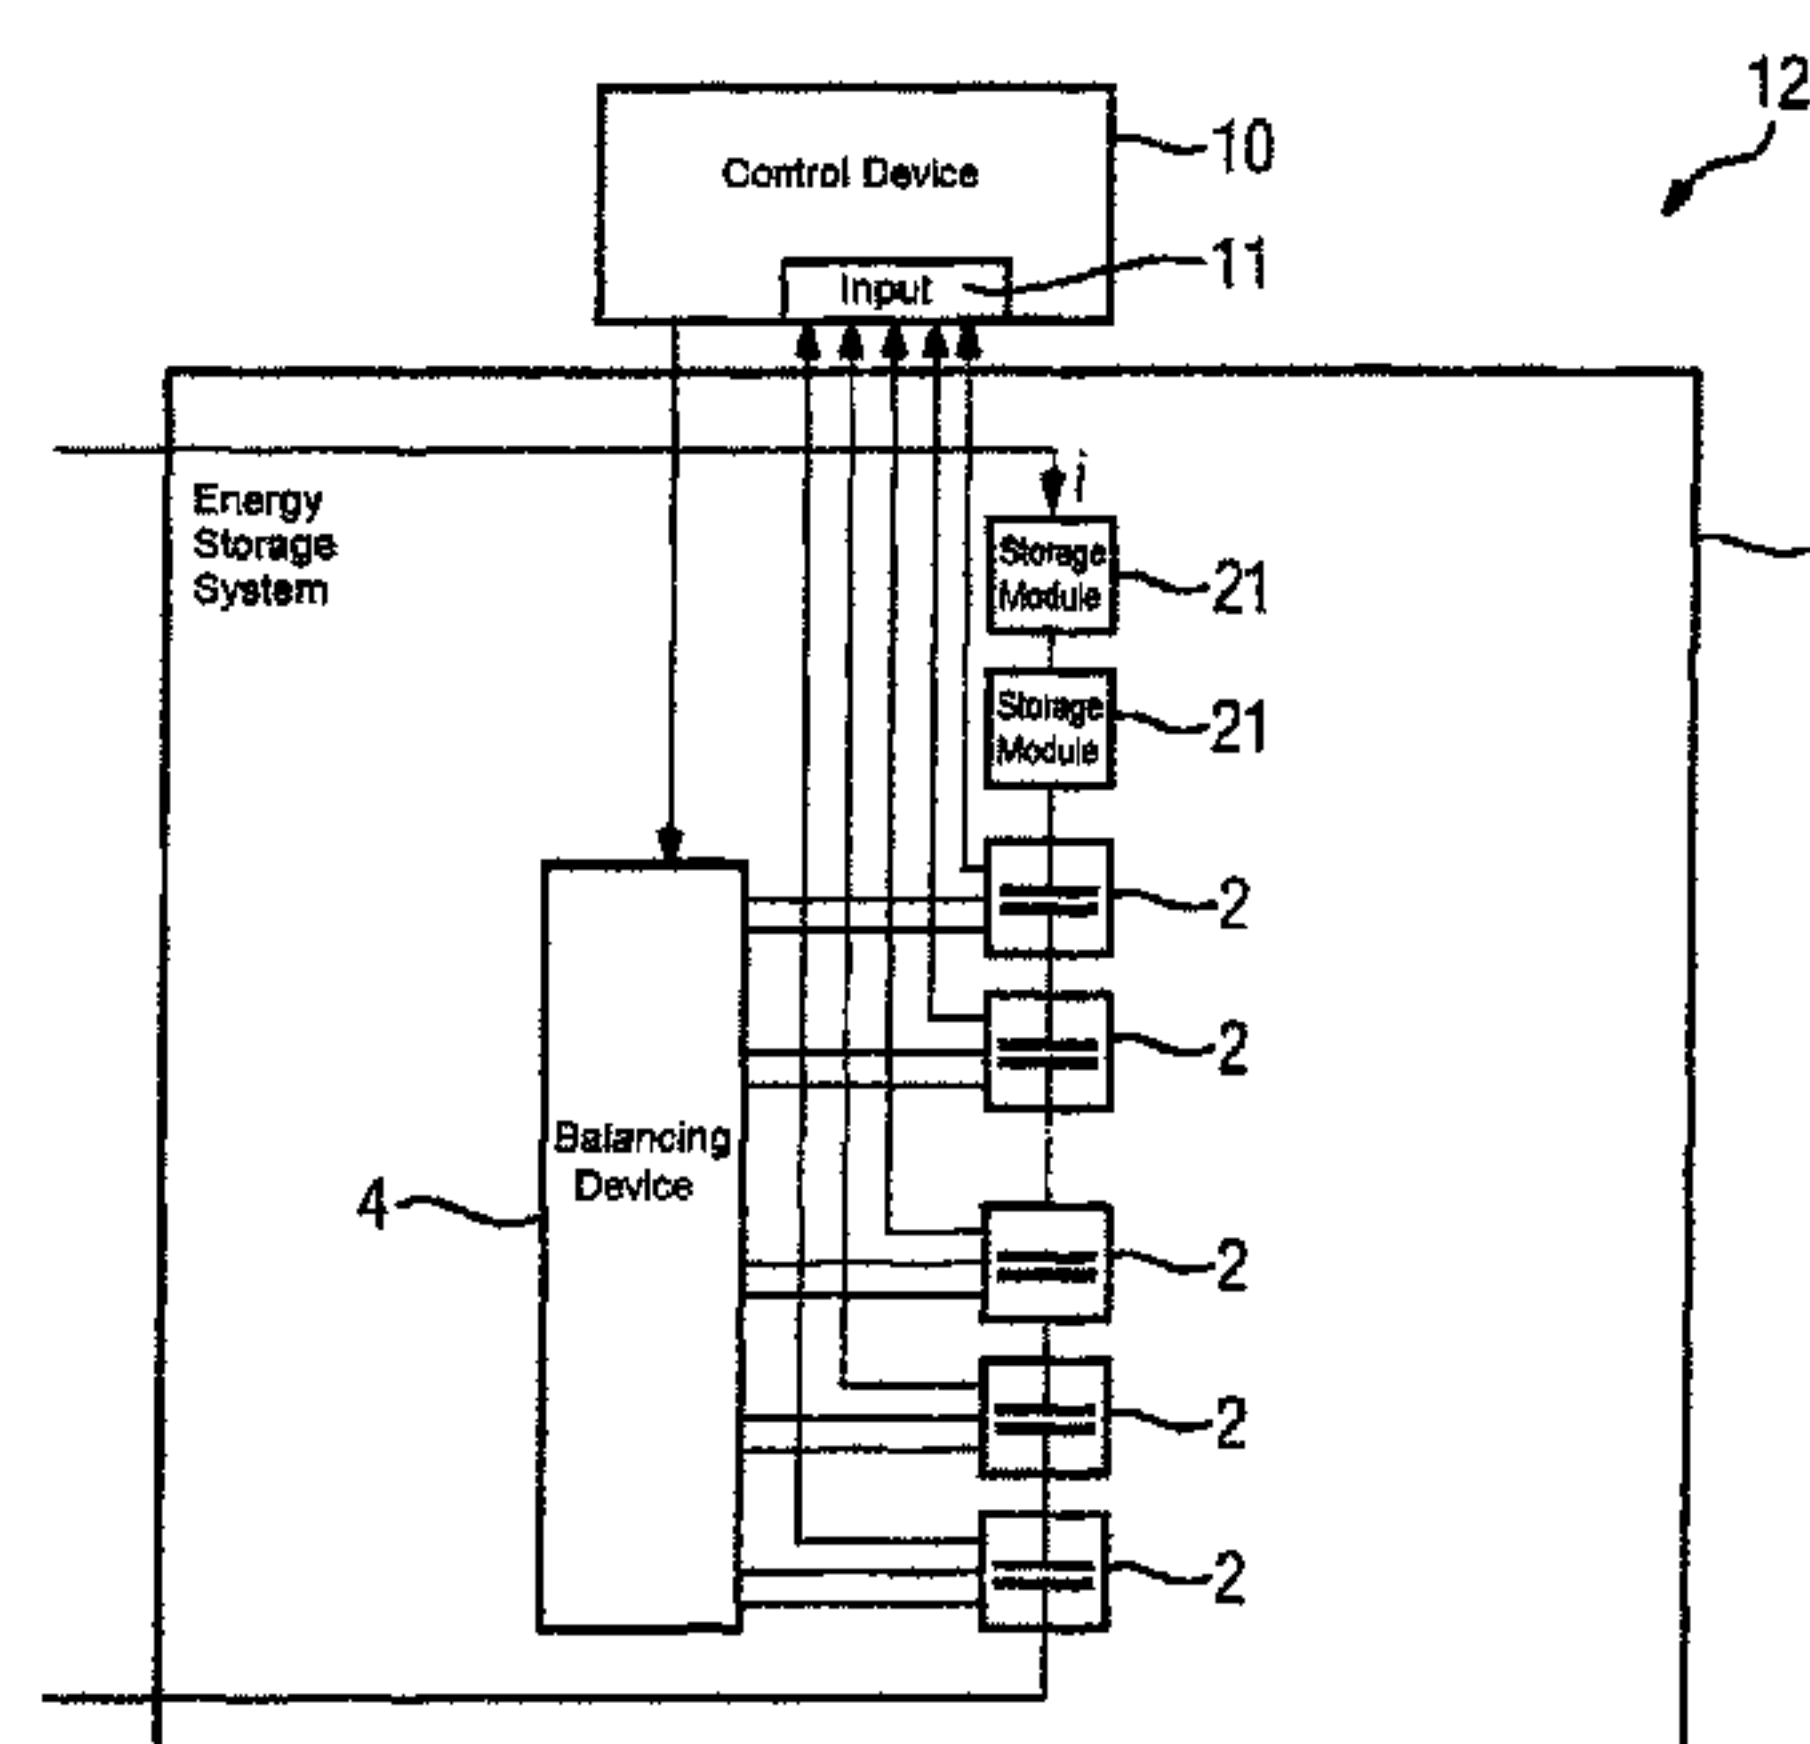 12
Control Device
10
Input
11
i
Energy
Storage
System
Storage
Module
21
Storage
Module
21
2
2
Balancing
Device
4
2
2
2